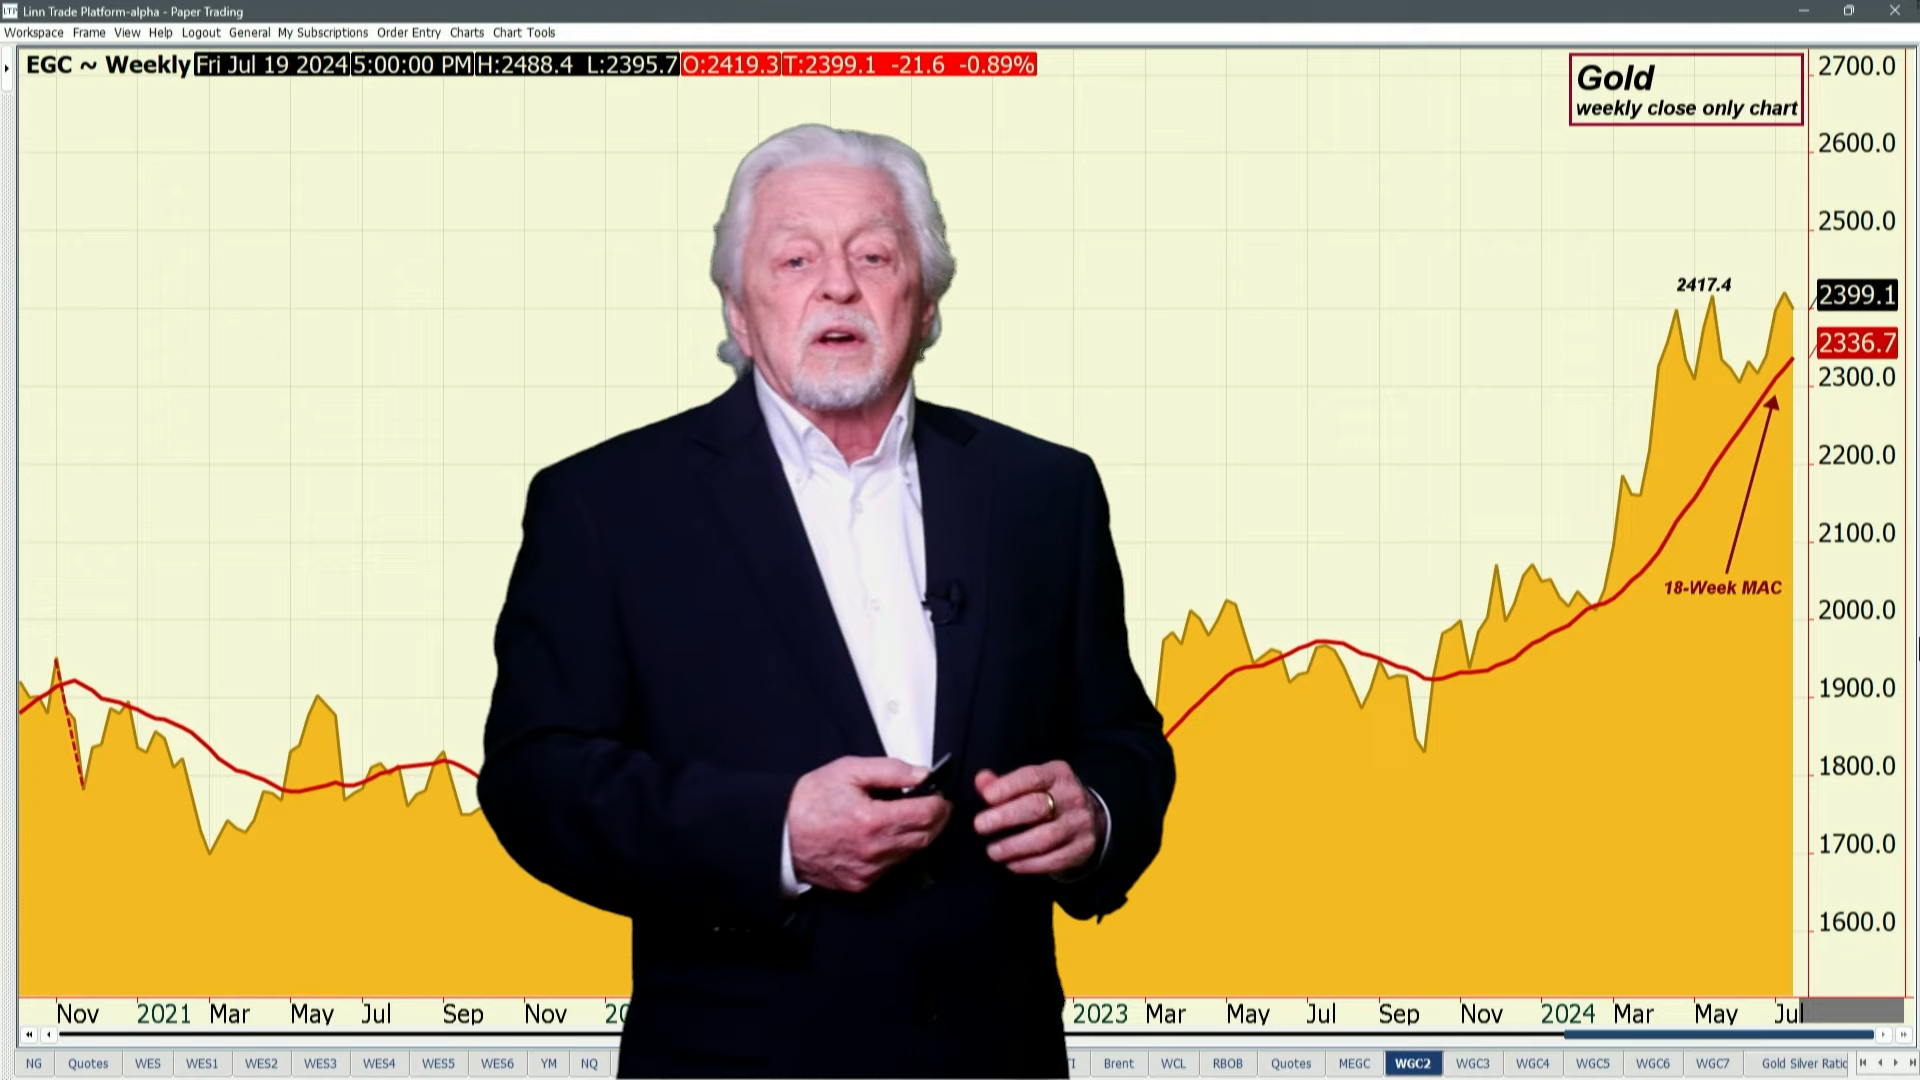 Linn Trade Platform-alpha - Paper Trading
Workspace Frame View Help Logout General My Subscriptions Order Entry Charts Chart Tools
EGC ~ Weekly Fri Jul 19 2024 5:00:00 PM H:2488.4 L:2395.7 O:2419.3 T:2399.1 -21.6 -0.89%
Gold
weekly close only chart
2700.0
2600.0
2500.0
2417.4
2399.1
2336.7
2300.0
2200.0
2100.0
18-Week MAC
2000.0
1900.0
1800.0
1700.0
1600.0
Nov 2021 Mar May Jul Sep Nov 2023 Mar May Jul Sep Nov 2024 Mar May Jul
NG Quotes WES WES1 WES2 WES3 WES4 WES5 WES6 YM NQ Brent WCL RBOB Quotes MEGC WGC2 WGC3 WGC4 WGC5 WGC6 WGC7 Gold Silver Ratio